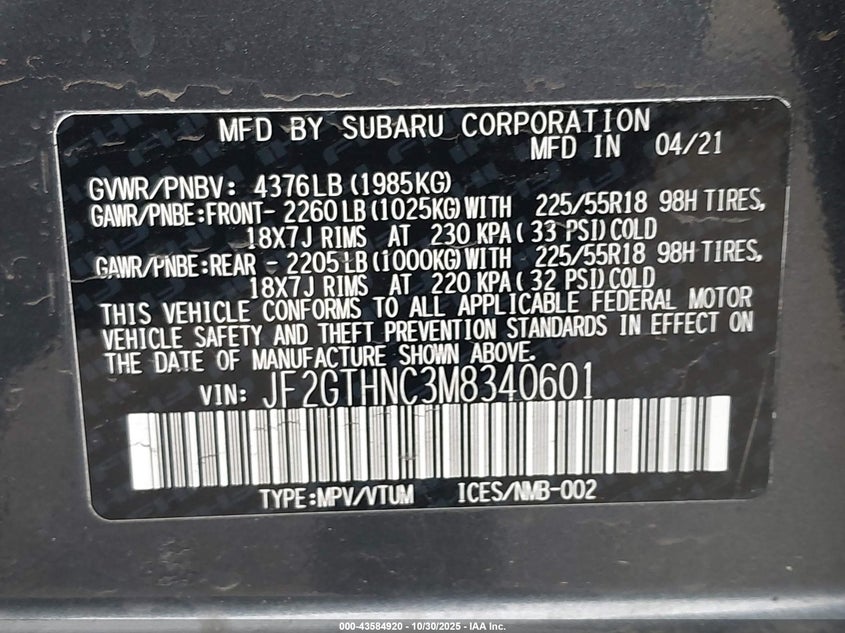 MFD BY SUBARU CORPORATION
MFD IN 04/21
GVWR/PNBV: 4376LB(1985KG)
GAWR/PNBE:FRONT- 2260LB(1025KG)WITH 225/55R18 98H TIRES,
18X7J RIMS AT 230 KPA( 33 PSI)COLD
GAWR/PNBE:REAR - 2205LB(1000KG)WITH 225/55R18 98H TIRES,
18X7J RIMS AT 220 KPA( 32 PSI)COLD
THIS VEHICLE CONFORMS TO ALL APPLICABLE FEDERAL MOTOR
VEHICLE SAFETY AND THEFT PREVENTION STANDARDS IN EFFECT ON
THE DATE OF MANUFACTURE SHOWN ABOVE.
VIN: JF2GTHNC3M8340601
TYPE:MPV/VTUM ICES/NMB-002
000-43584920 - 10/30/2025 - IAA Inc.